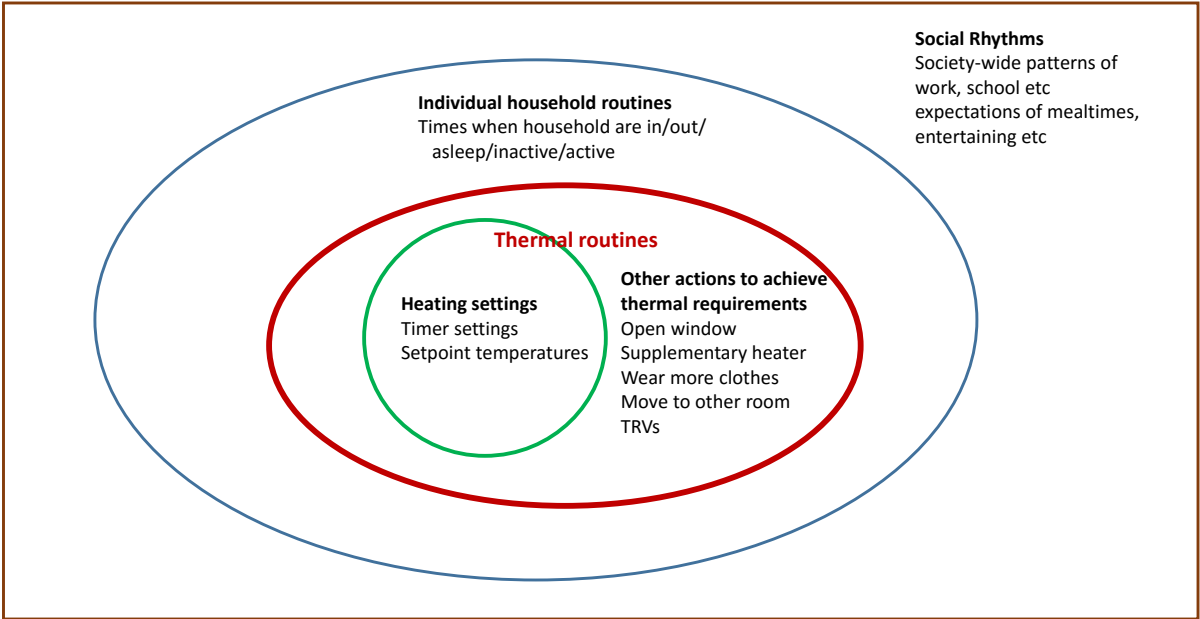 Social Rhythms
Society-wide patterns of
work, school etc
expectations of mealtimes,
entertaining etc
Individual household routines
Times when household are in/out/
asleep/inactive/active
Thermal routines
Heating settings
Timer settings
Setpoint temperatures
Other actions to achieve
thermal requirements
Open window
Supplementary heater
Wear more clothes
Move to other room
TRVs